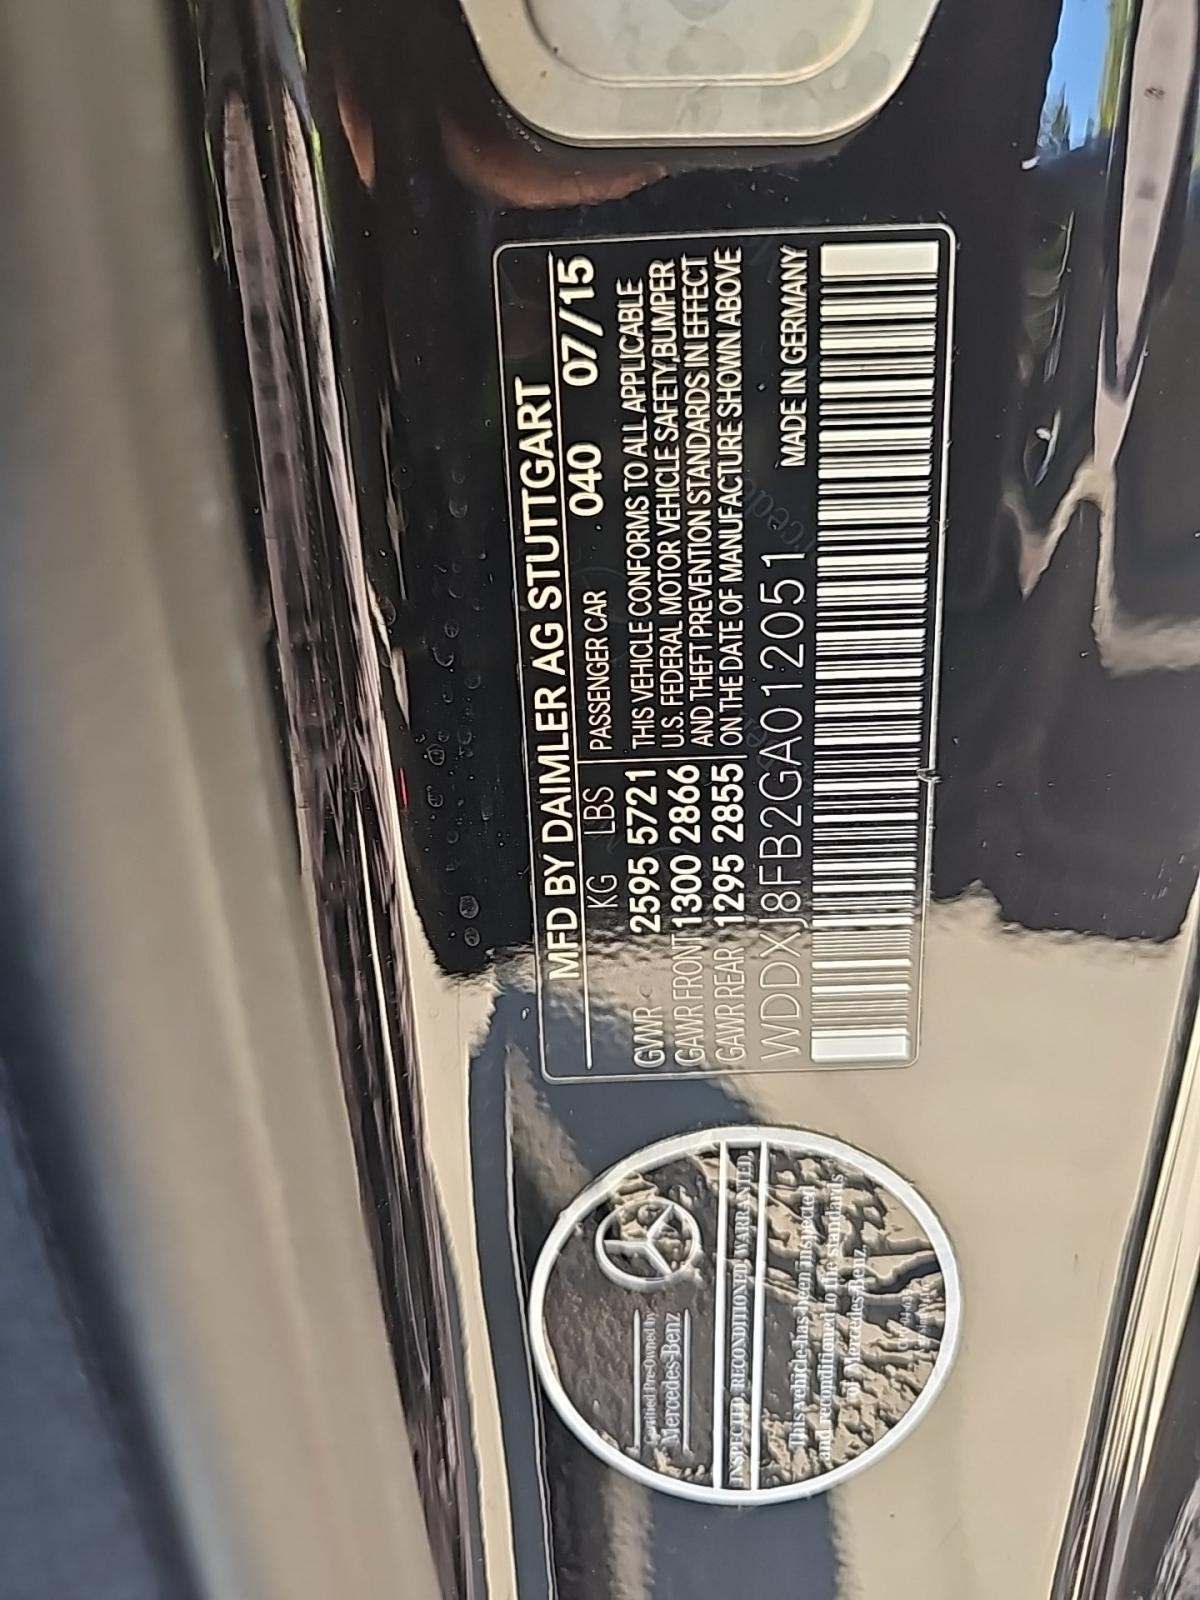 MFD BY DAIMLER AG STUTTGART
KG LBS PASSENGER CAR 040 07/15
GVWR 2595 5721 THIS VEHICLE CONFORMS TO ALL APPLICABLE
GAWR FRONT 1300 2866 U.S. FEDERAL MOTOR VEHICLE SAFETY,BUMPER
GAWR REAR 1295 2855 AND THEFT PREVENTION STANDARDS IN EFFECT
ON THE DATE OF MANUFACTURE SHOWN ABOVE
WDDXJ8FB2GA012051 MADE IN GERMANY
Certified Pre-Owned by
Mercedes-Benz
INSPECTED. RECONDITIONED. WARRANTED.
This vehicle has been inspected
and reconditioned to the standards
of Mercedes-Benz.